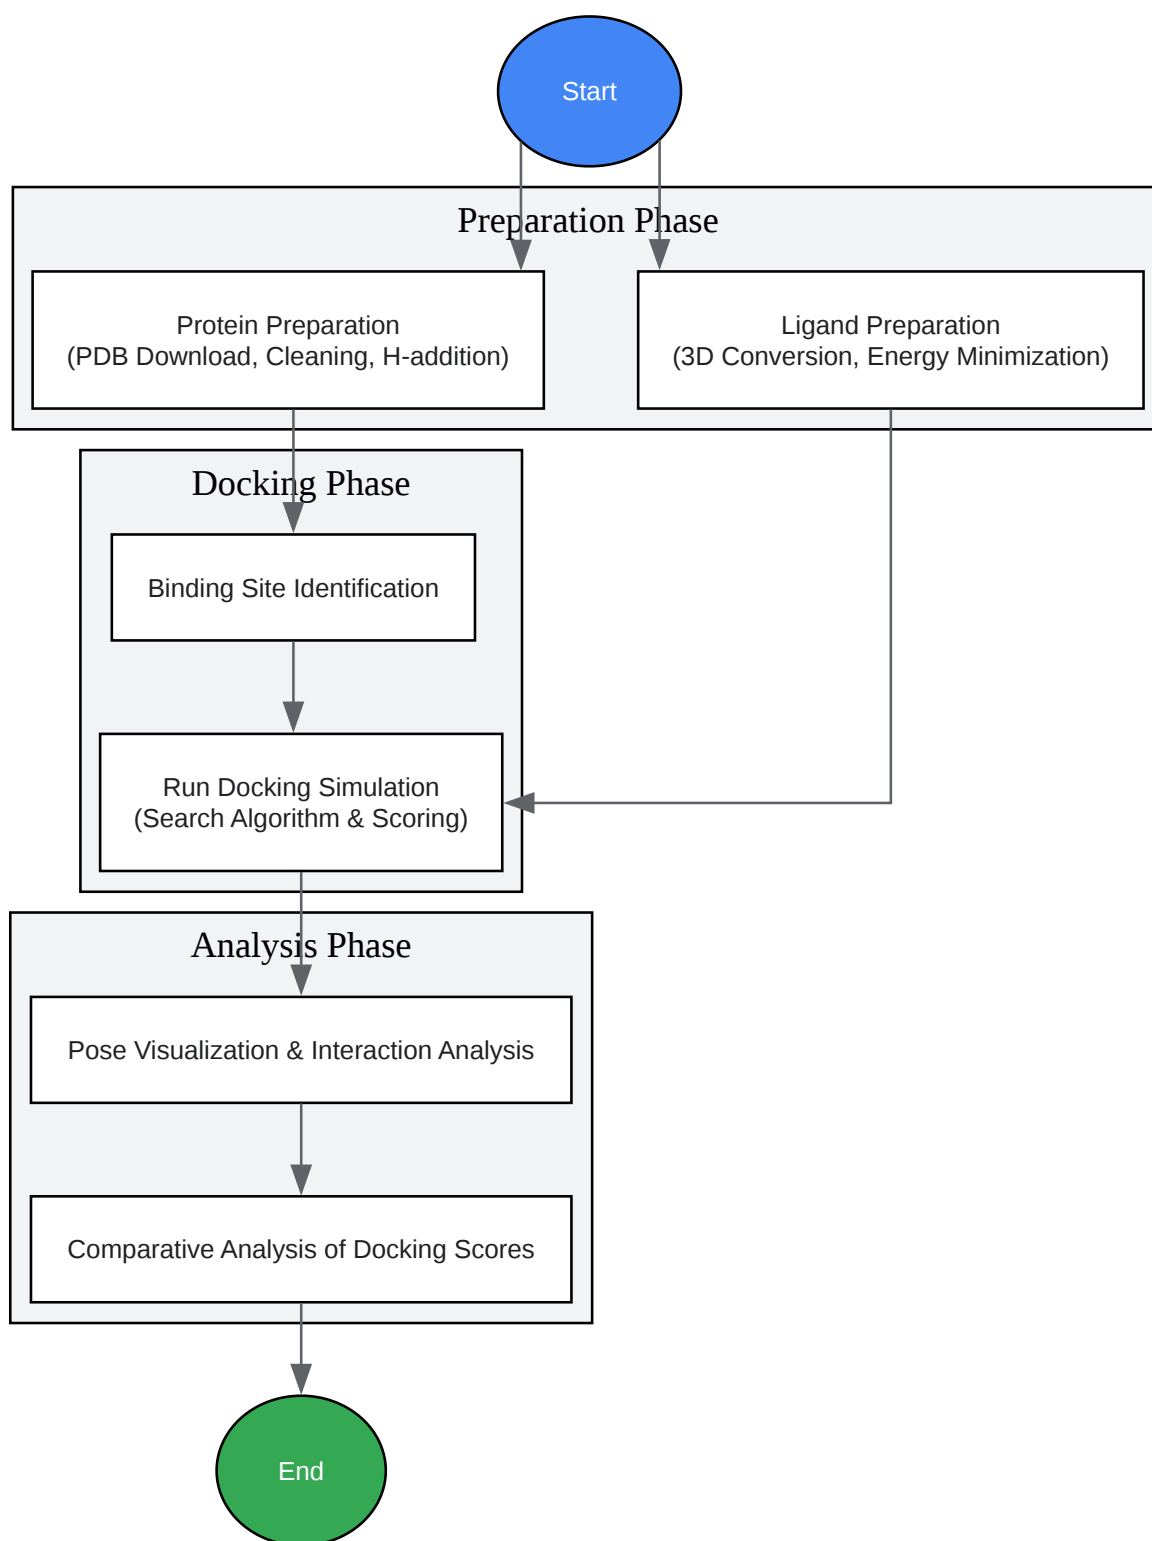 Start
Preparation Phase
Protein Preparation
(PDB Download, Cleaning, H-addition)
Ligand Preparation
(3D Conversion, Energy Minimization)
Docking Phase
Binding Site Identification
Run Docking Simulation
(Search Algorithm & Scoring)
Analysis Phase
Pose Visualization & Interaction Analysis
Comparative Analysis of Docking Scores
End